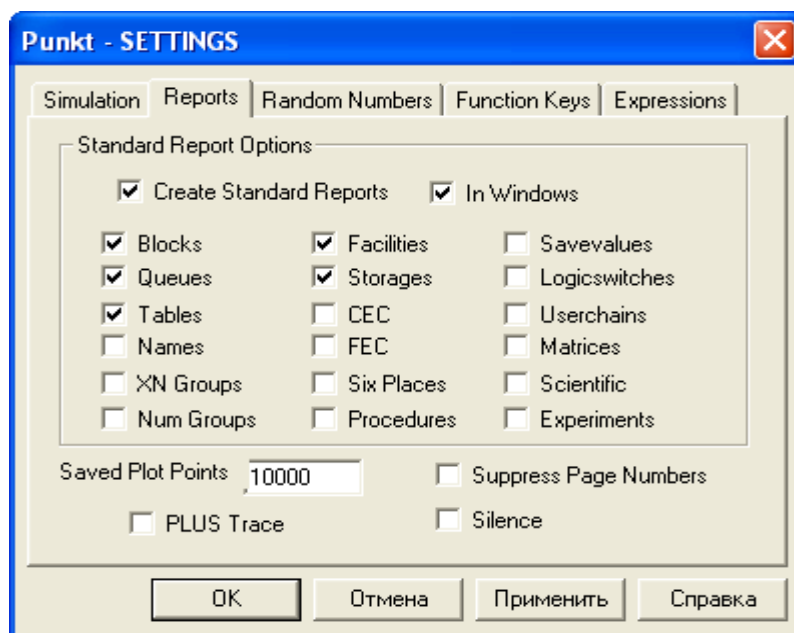 Punkt - SETTINGS
Simulation Reports Random Numbers Function Keys Expressions
Standard Report Options
Create Standard Reports In Windows
Blocks Facilities Savevalues
Queues Storages Logicswitches
Tables CEC Userchains
Names FEC Matrices
XN Groups Six Places Scientific
Num Groups Procedures Experiments
Saved Plot Points 10000 Suppress Page Numbers
PLUS Trace Silence
OK Отмена Применить Справка